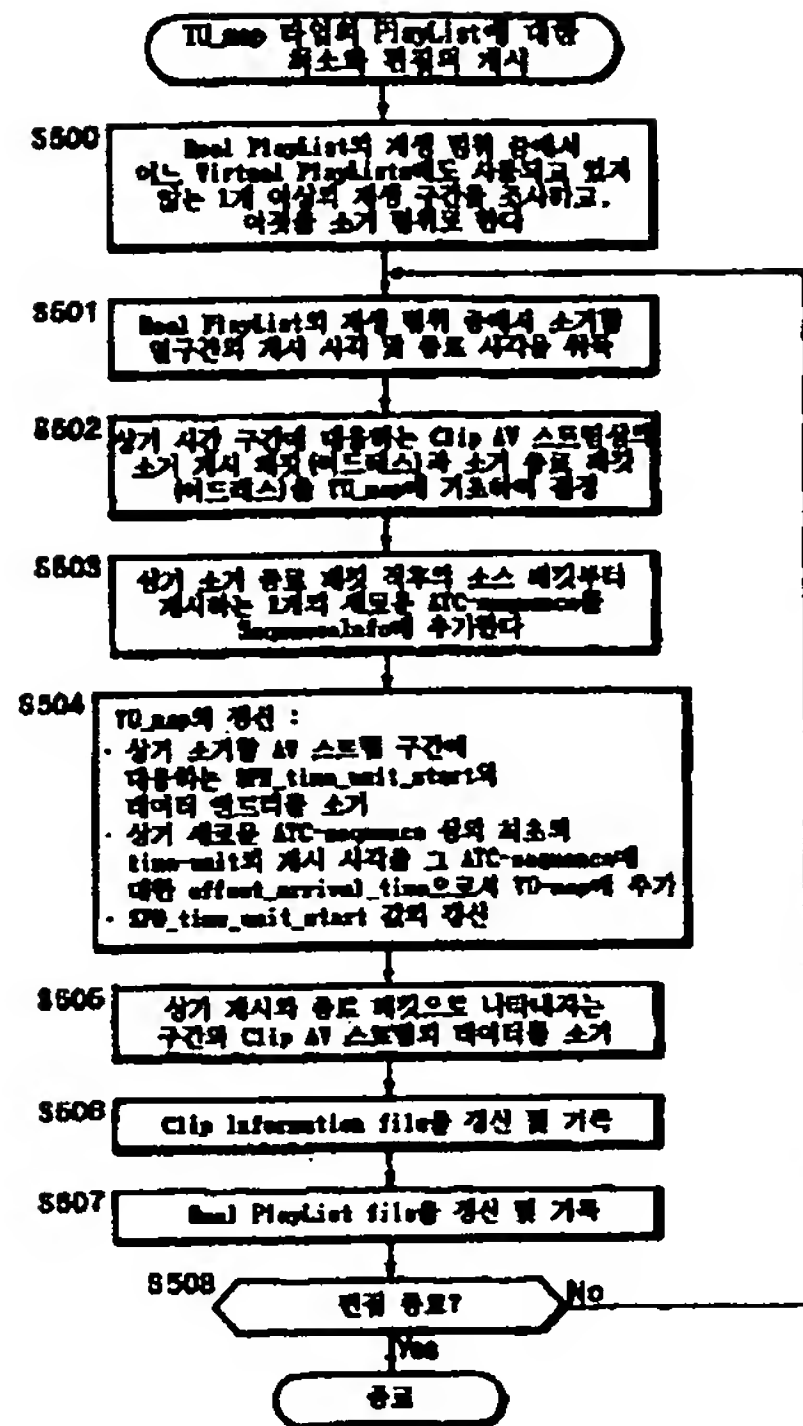 TU_map 타입의 PlayList에 대한
최소화 편집의 개시
S500
Real PlayList의 재생 범위 중에서
어느 Virtual PlayLists에도 사용되고 있지
않는 1개 이상의 재생 구간을 조사하고,
이것을 소거 범위로 한다
S501
Real PlayList의 재생 범위 중에서 소거할
일구간의 개시 시각 및 종료 시각을 취득
S502
상기 시간 구간에 대응하는 Clip AV 스트림상의
소거 개시 패킷(어드레스)과 소거 종료 패킷
(어드레스)을 TU_map에 기초하여 결정
S503
상기 소거 종료 패킷 직후의 소스 패킷부터
개시하는 1개의 새로운 ATC-sequence를
SequenceInfo에 추가한다
S504
TU_map의 갱신 :
· 상기 소거할 AV 스트림 구간에
대응하는 SPN_time_unit_start의
데이터 엔트리를 소거
· 상기 새로운 ATC-sequence 상의 최초의
time-unit의 개시 시각을 그 ATC-sequence에
대한 offset_arrival_time으로서 TU-map에 추가
· SPN_time_unit_start 값의 갱신
S505
상기 개시와 종료 패킷으로 나타내지는
구간의 Clip AV 스트림의 데이터를 소거
S506
Clip Information file를 갱신 및 기록
S507
Real PlayList file를 갱신 및 기록
S508
편집 종료?
No
Yes
종료